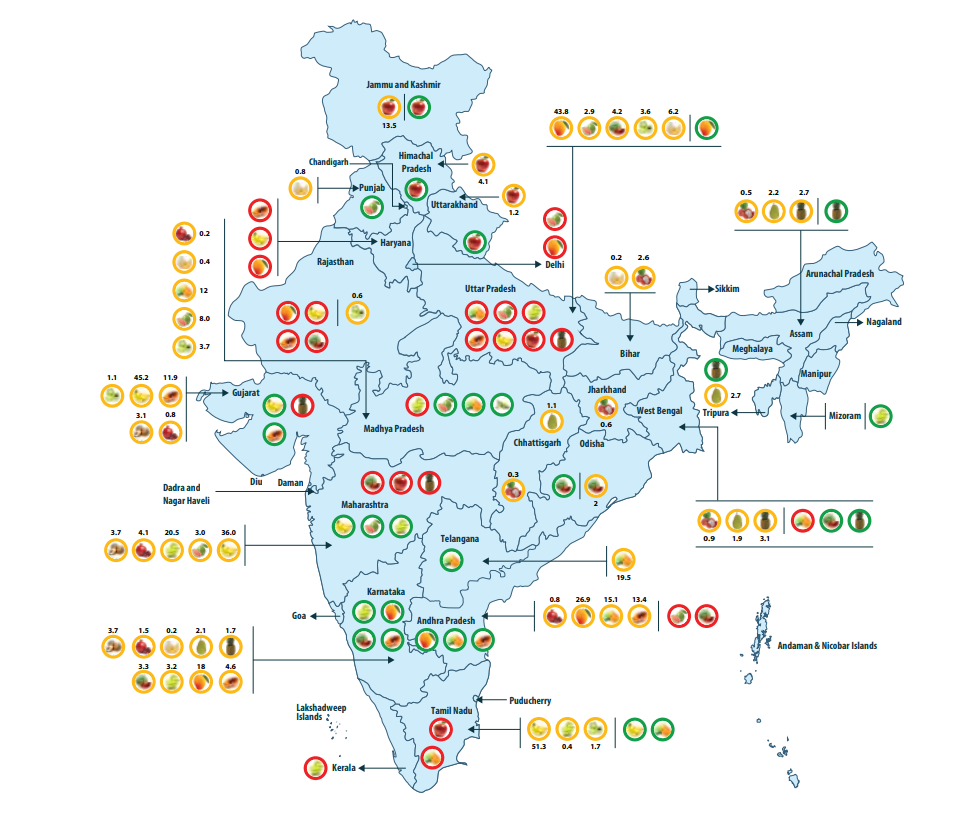 Jammu and Kashmir
13.5
43.8 2.9 4.2 3.6 6.2
Chandigarh
Himachal
Pradesh
4.1
0.8
Punjab
Uttarakhand
1.2
0.5 2.2 2.7
0.2
0.4
12
8.0
3.7
Haryana
Rajasthan
Delhi
0.2 2.6
Arunachal Pradesh
Sikkim
Uttar Pradesh
0.6
Nagaland
Assam
Meghalaya
Bihar
Manipur
1.1 45.2 11.9
Gujarat
3.1 0.8
Jharkhand
0.6
2.7
West Bengal
Tripura
Mizoram
1.1
Madhya Pradesh
Chhattisgarh
Odisha
0.3
2
Diu Daman
Dadra and
Nagar Haveli
Maharashtra
0.9 1.9 3.1
3.7 4.1 20.5 3.0 36.0
Telangana
19.5
Karnataka
Goa
Andhra Pradesh
0.8 26.9 15.1 13.4
3.7 1.5 0.2 2.1 1.7
3.3 3.2 18 4.6
Andaman & Nicobar Islands
Puducherry
Lakshadweep
Islands
Tamil Nadu
51.3 0.4 1.7
Kerala